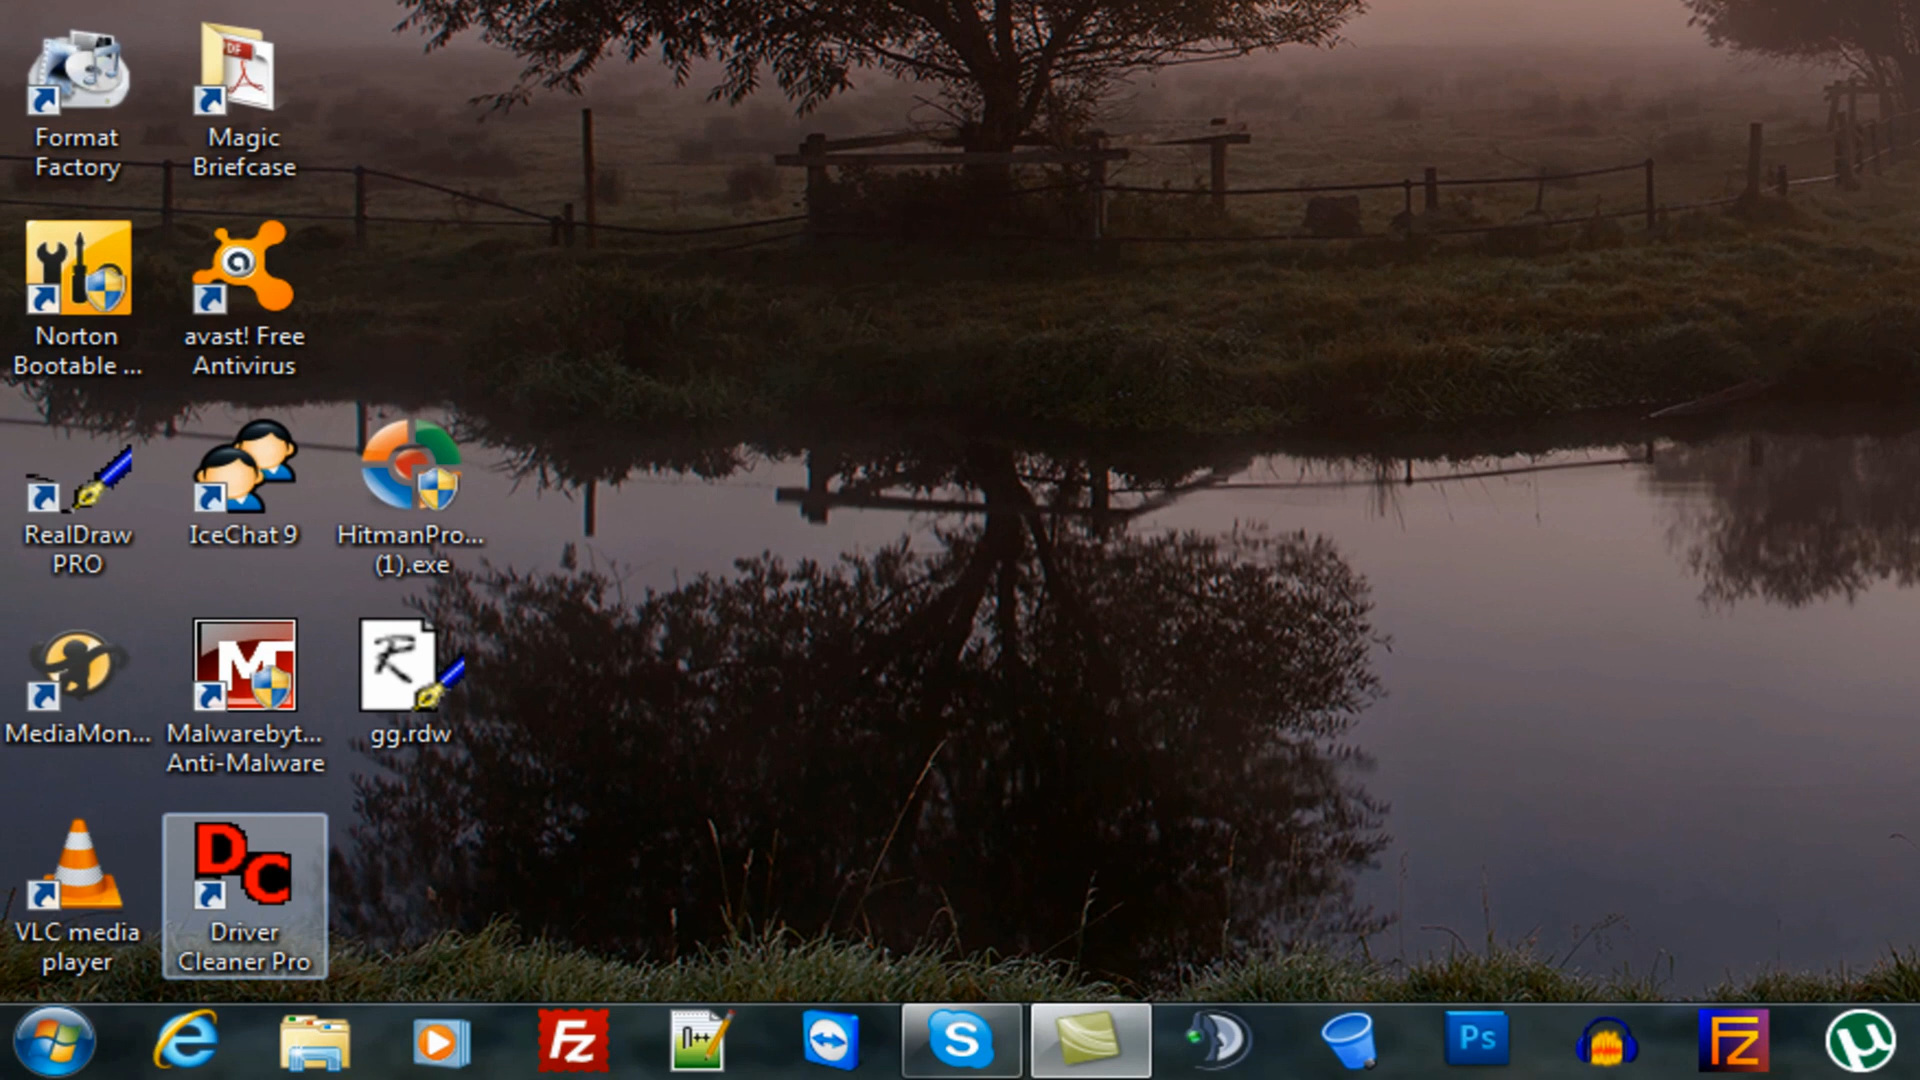 Format
Factory
Magic
Briefcase
Norton
Bootable ...
avast! Free
Antivirus
RealDraw
PRO
IceChat 9
HitmanPro...
(1).exe
MediaMon...
Malwarebyt...
Anti-Malware
gg.rdw
VLC media
player
Driver
Cleaner Pro